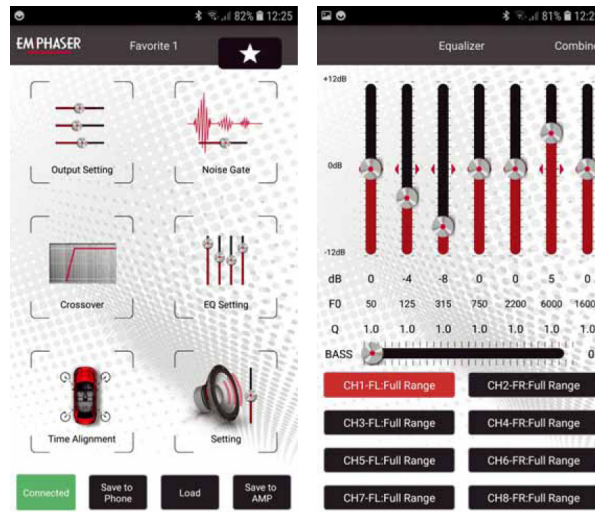 82% 12:25
EMPHASER
Favorite 1
Output Setting
Noise Gate
Crossover
EQ Setting
Time Alignment
Setting
Connected
Save to
Phone
Load
Save to
AMP
81% 12:2
Equalizer
Combin
+12dB
0dB
-12dB
dB 0 -4 -8 0 0 5 0
F0 50 125 315 750 2200 6000 1600
Q 1.0 1.0 1.0 1.0 1.0 1.0 1.0
BASS 0
CH1-FL:Full Range
CH2-FR:Full Range
CH3-FL:Full Range
CH4-FR:Full Range
CH5-FL:Full Range
CH6-FR:Full Range
CH7-FL:Full Range
CH8-FR:Full Range